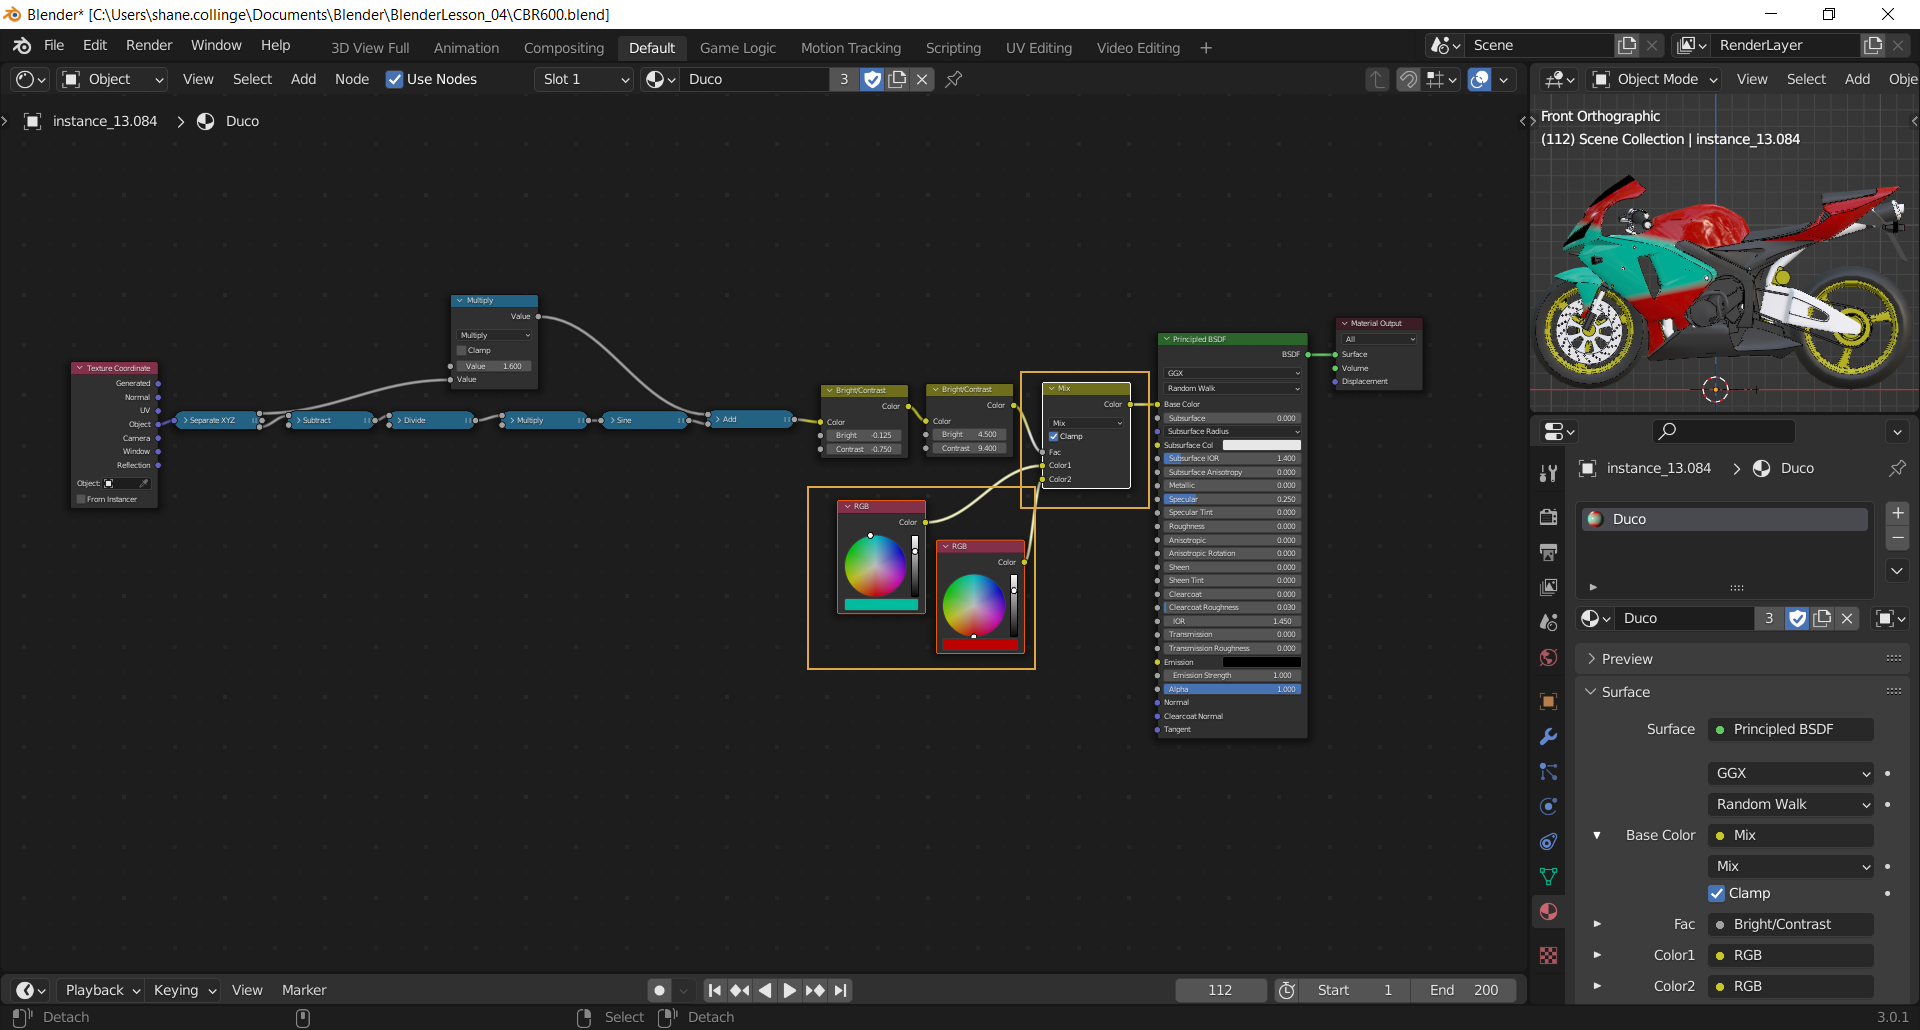 Blender* [C:\Users\shane.collinge\Documents\Blender\BlenderLesson_04\CBR600.blend]
File Edit Render Window Help 3D View Full Animation Compositing Default Game Logic Motion Tracking Scripting UV Editing Video Editing + Scene RenderLayer
Object View Select Add Node Use Nodes Slot 1 Duco 3 Object Mode View Select Add Obje
instance_13.084 > Duco
Front Orthographic
(112) Scene Collection | instance_13.084
Texture Coordinate
Generated
Normal
UV
Object
Camera
Window
Reflection
Object:
From Instancer
Separate XYZ
Subtract
Divide
Multiply
Sine
Add
Multiply
Value
Multiply
Clamp
Value 1.600
Value
Bright/Contrast
Color
Color
Bright -0.125
Contrast -0.750
Bright/Contrast
Color
Color
Bright 4.500
Contrast 9.400
Mix
Color
Mix
Clamp
Fac
Color1
Color2
RGB
Color
RGB
Color
Principled BSDF
BSDF
GGX
Random Walk
Base Color
Subsurface 0.000
Subsurface Radius
Subsurface Col
Subsurface IOR 1.400
Subsurface Anisotropy 0.000
Metallic 0.000
Specular 0.250
Specular Tint 0.000
Roughness 0.000
Anisotropic 0.000
Anisotropic Rotation 0.000
Sheen 0.000
Sheen Tint 0.000
Clearcoat 0.000
Clearcoat Roughness 0.030
IOR 1.450
Transmission 0.000
Transmission Roughness 0.000
Emission
Emission Strength 1.000
Alpha 1.000
Normal
Clearcoat Normal
Tangent
Material Output
All
Surface
Volume
Displacement
instance_13.084 > Duco
Duco
Duco 3
Preview
Surface
Surface Principled BSDF
GGX
Random Walk
Base Color Mix
Mix
Clamp
Fac Bright/Contrast
Color1 RGB
Color2 RGB
Playback Keying View Marker 112 Start 1 End 200
Detach Select Detach 3.0.1